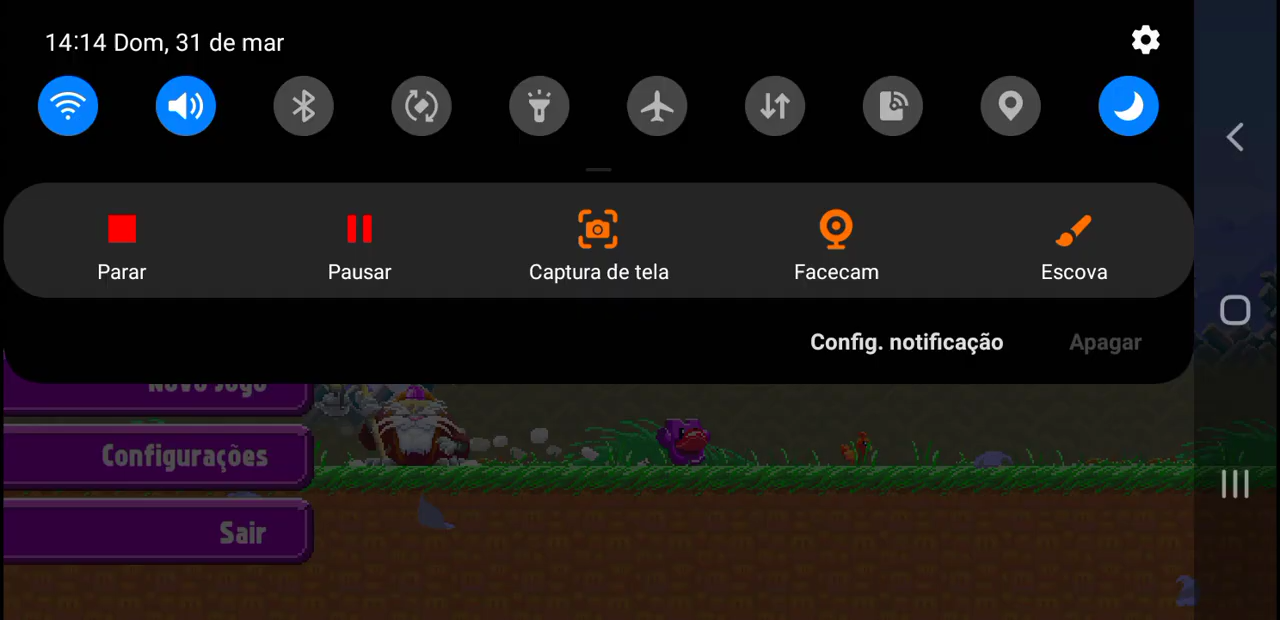 14:14 Dom, 31 de mar
Parar
Pausar
Captura de tela
Facecam
Escova
Config. notificação
Apagar
Novo Jogo
Configurações
Sair